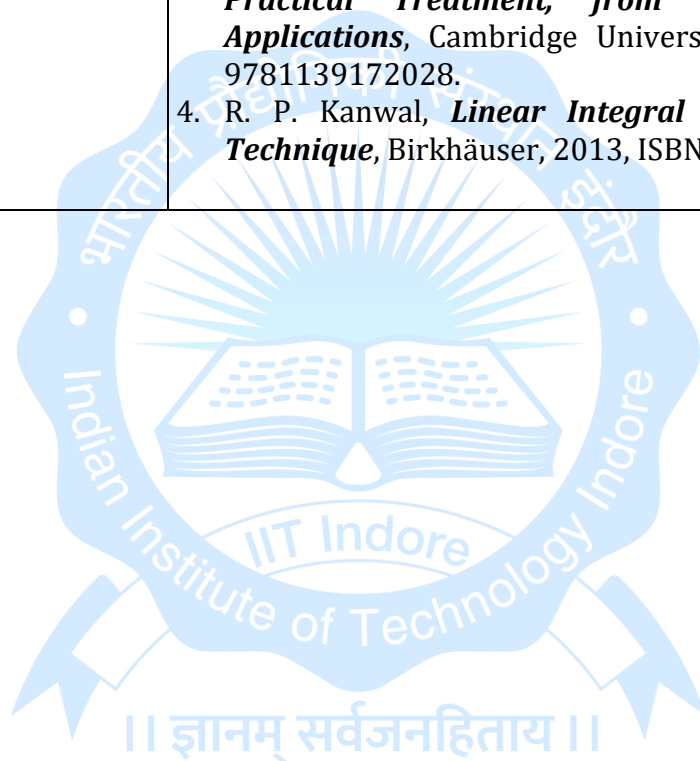 Practical Treatment, from
Applications, Cambridge Univers
9781139172028.
4. R. P. Kanwal, Linear Integral
Technique, Birkhäuser, 2013, ISBN
भारतीय प्रौद्योगिकी संस्थान इंदौर
Indian Institute of Technology Indore
IIT Indore
।। ज्ञानम् सर्वजनहिताय ।।